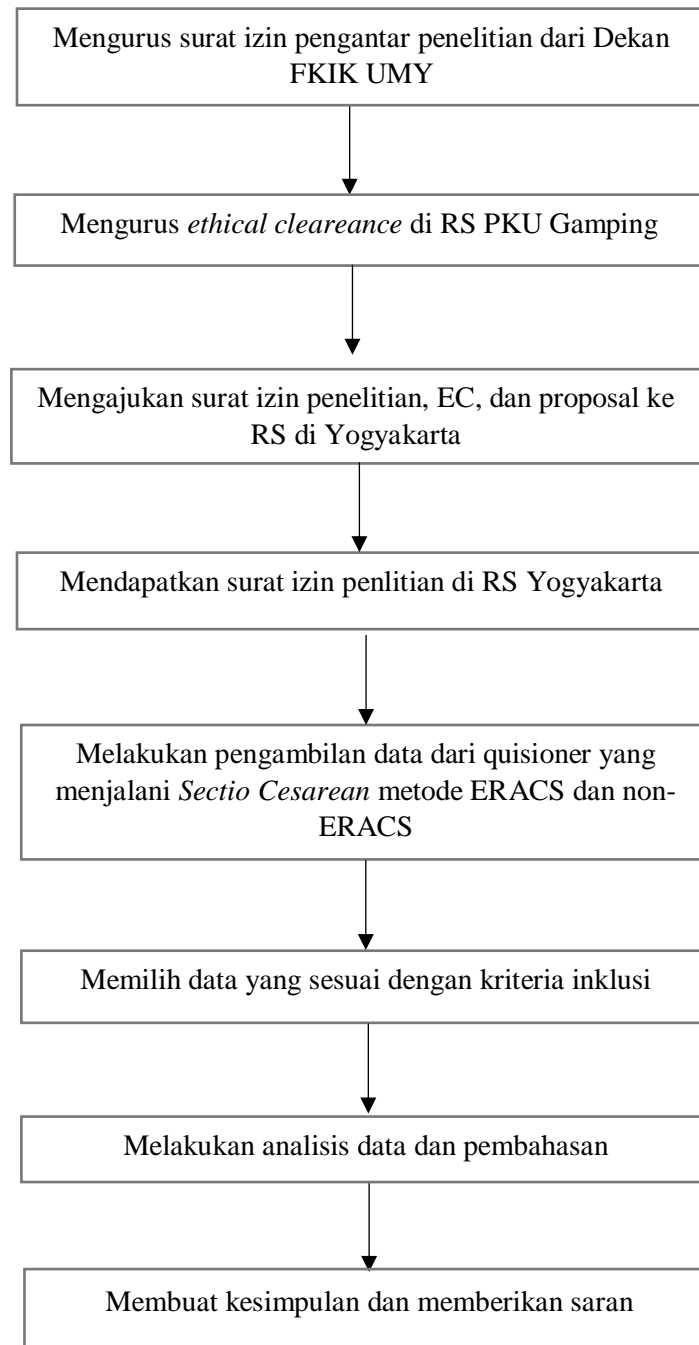 Mengurus surat izin pengantar penelitian dari Dekan
FKIK UMY
Mengurus ethical cleareance di RS PKU Gamping
Mengajukan surat izin penelitian, EC, dan proposal ke
RS di Yogyakarta
Mendapatkan surat izin penlitian di RS Yogyakarta
Melakukan pengambilan data dari quisioner yang
menjalani Sectio Cesarean metode ERACS dan non-
ERACS
Memilih data yang sesuai dengan kriteria inklusi
Melakukan analisis data dan pembahasan
Membuat kesimpulan dan memberikan saran